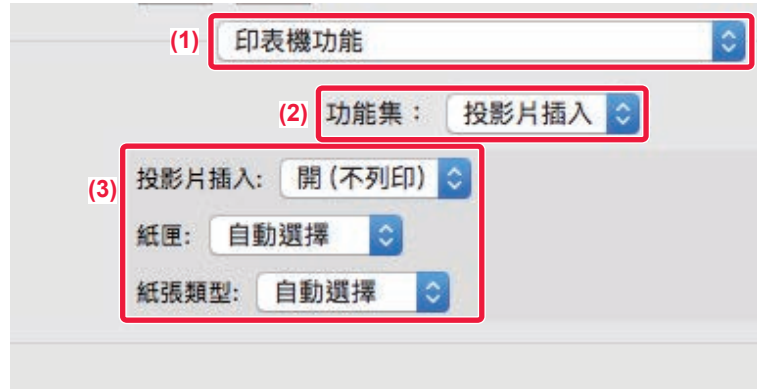 (1) 印表機功能
(2) 功能集： 投影片插入
(3) 投影片插入: 開 (不列印)
紙匣: 自動選擇
紙張類型: 自動選擇